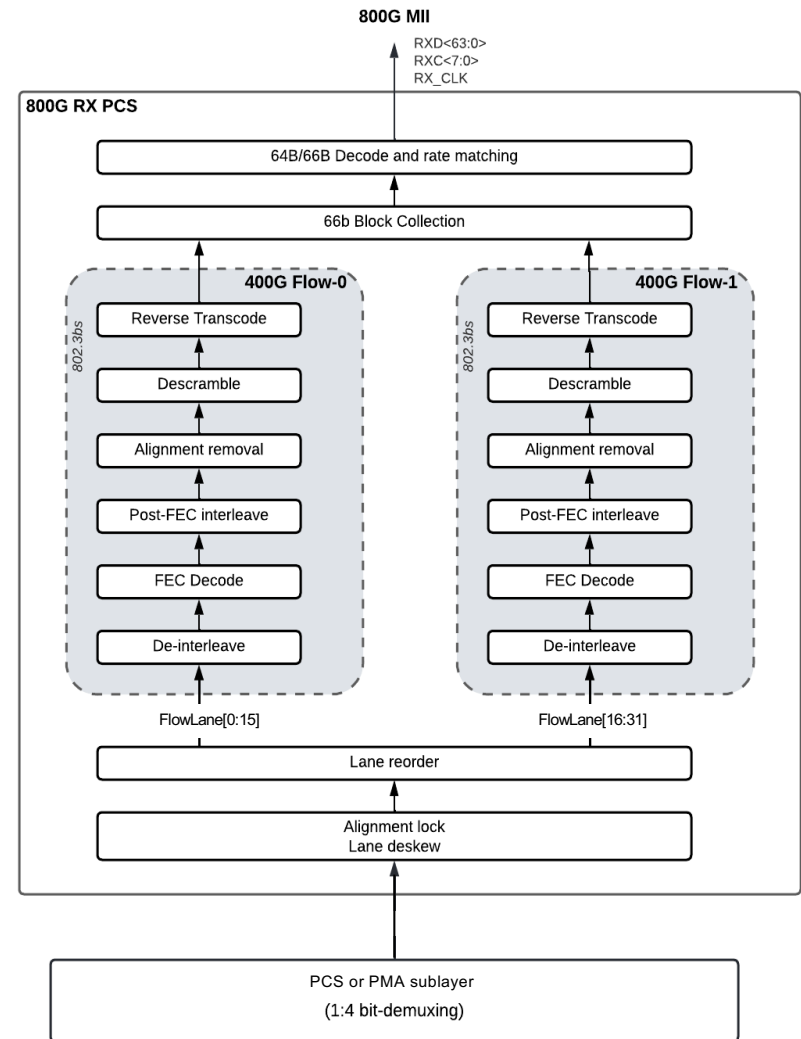 800G MII
RXD<63:0>
RXC<7:0>
RX_CLK
800G RX PCS
64B/66B Decode and rate matching
66b Block Collection
400G Flow-0
802.3bs
Reverse Transcode
Descramble
Alignment removal
Post-FEC interleave
FEC Decode
De-interleave
FlowLane[0:15]
400G Flow-1
802.3bs
Reverse Transcode
Descramble
Alignment removal
Post-FEC interleave
FEC Decode
De-interleave
FlowLane[16:31]
Lane reorder
Alignment lock
Lane deskew
PCS or PMA sublayer
(1:4 bit-demuxing)